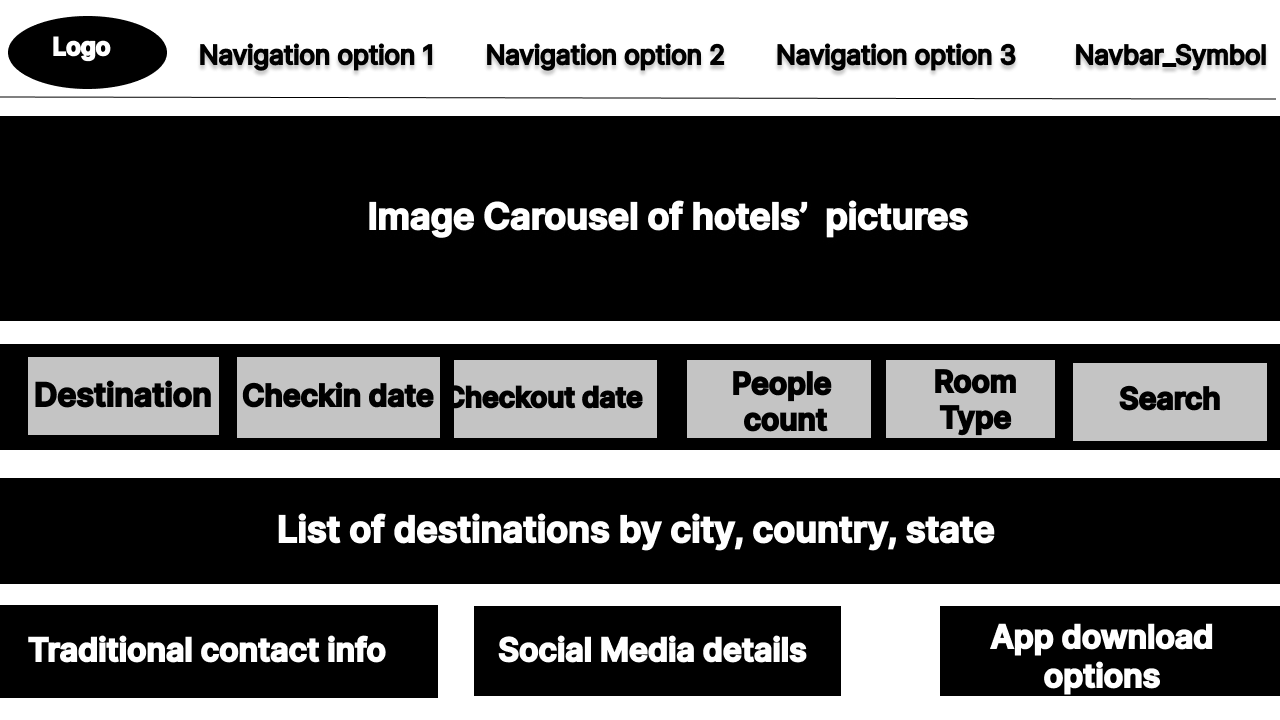 Logo
Navigation option 1
Navigation option 2
Navigation option 3
Navbar_Symbol
Image Carousel of hotels’ pictures
Destination
Checkin date
Checkout date
People
count
Room
Type
Search
List of destinations by city, country, state
Traditional contact info
Social Media details
App download
options